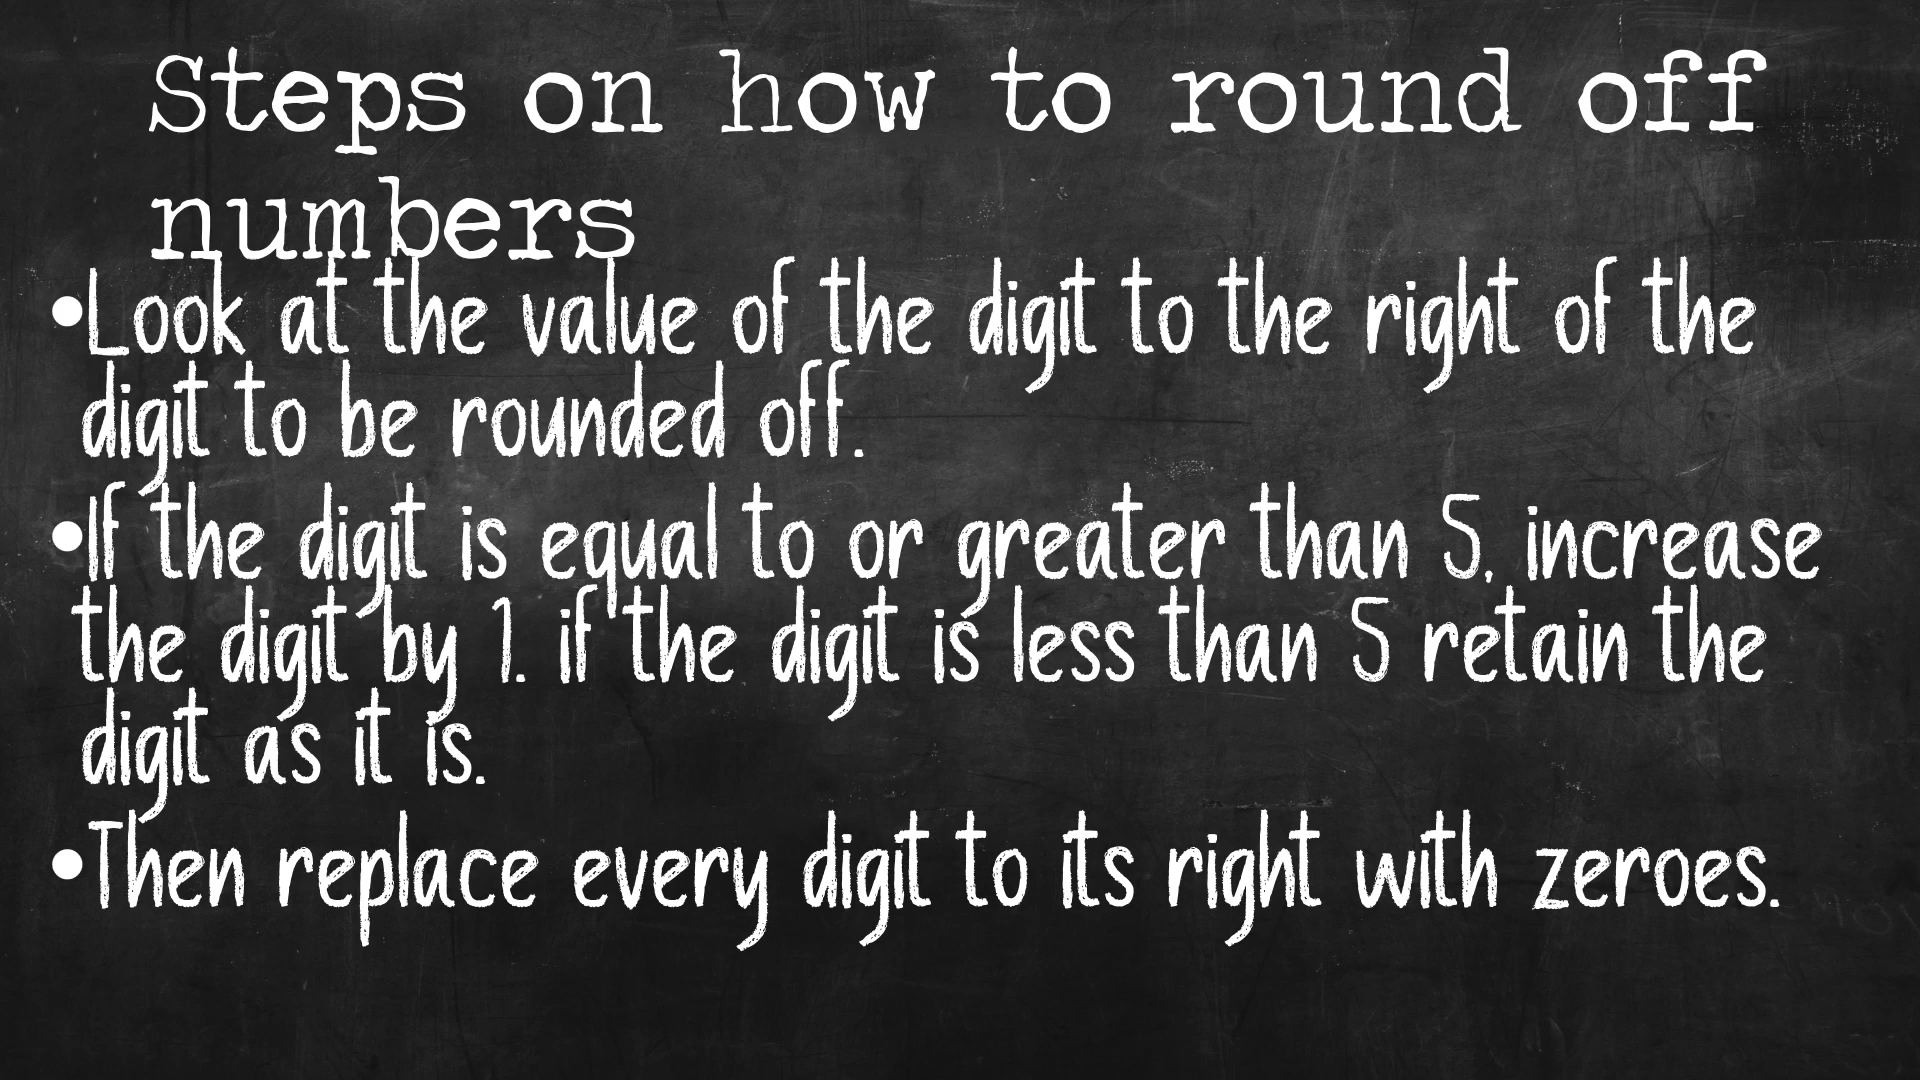 Steps on how to round off
numbers
•Look at the value of the digit to the right of the
digit to be rounded off.
•If the digit is equal to or greater than 5, increase
the digit by 1. if the digit is less than 5 retain the
digit as it is.
•Then replace every digit to its right with zeroes.